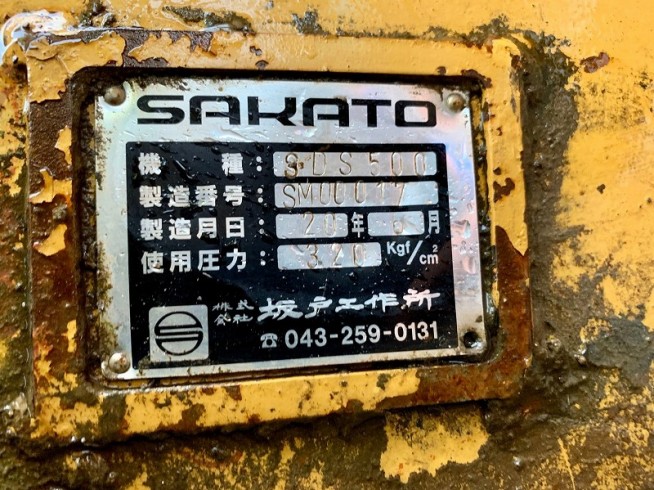 SAKATO
機種：SDS500
製造番号：SM00017
製造月日：20年6月
使用圧力：320 Kgf/cm²
株式会社 坂戸工作所
☎043-259-0131